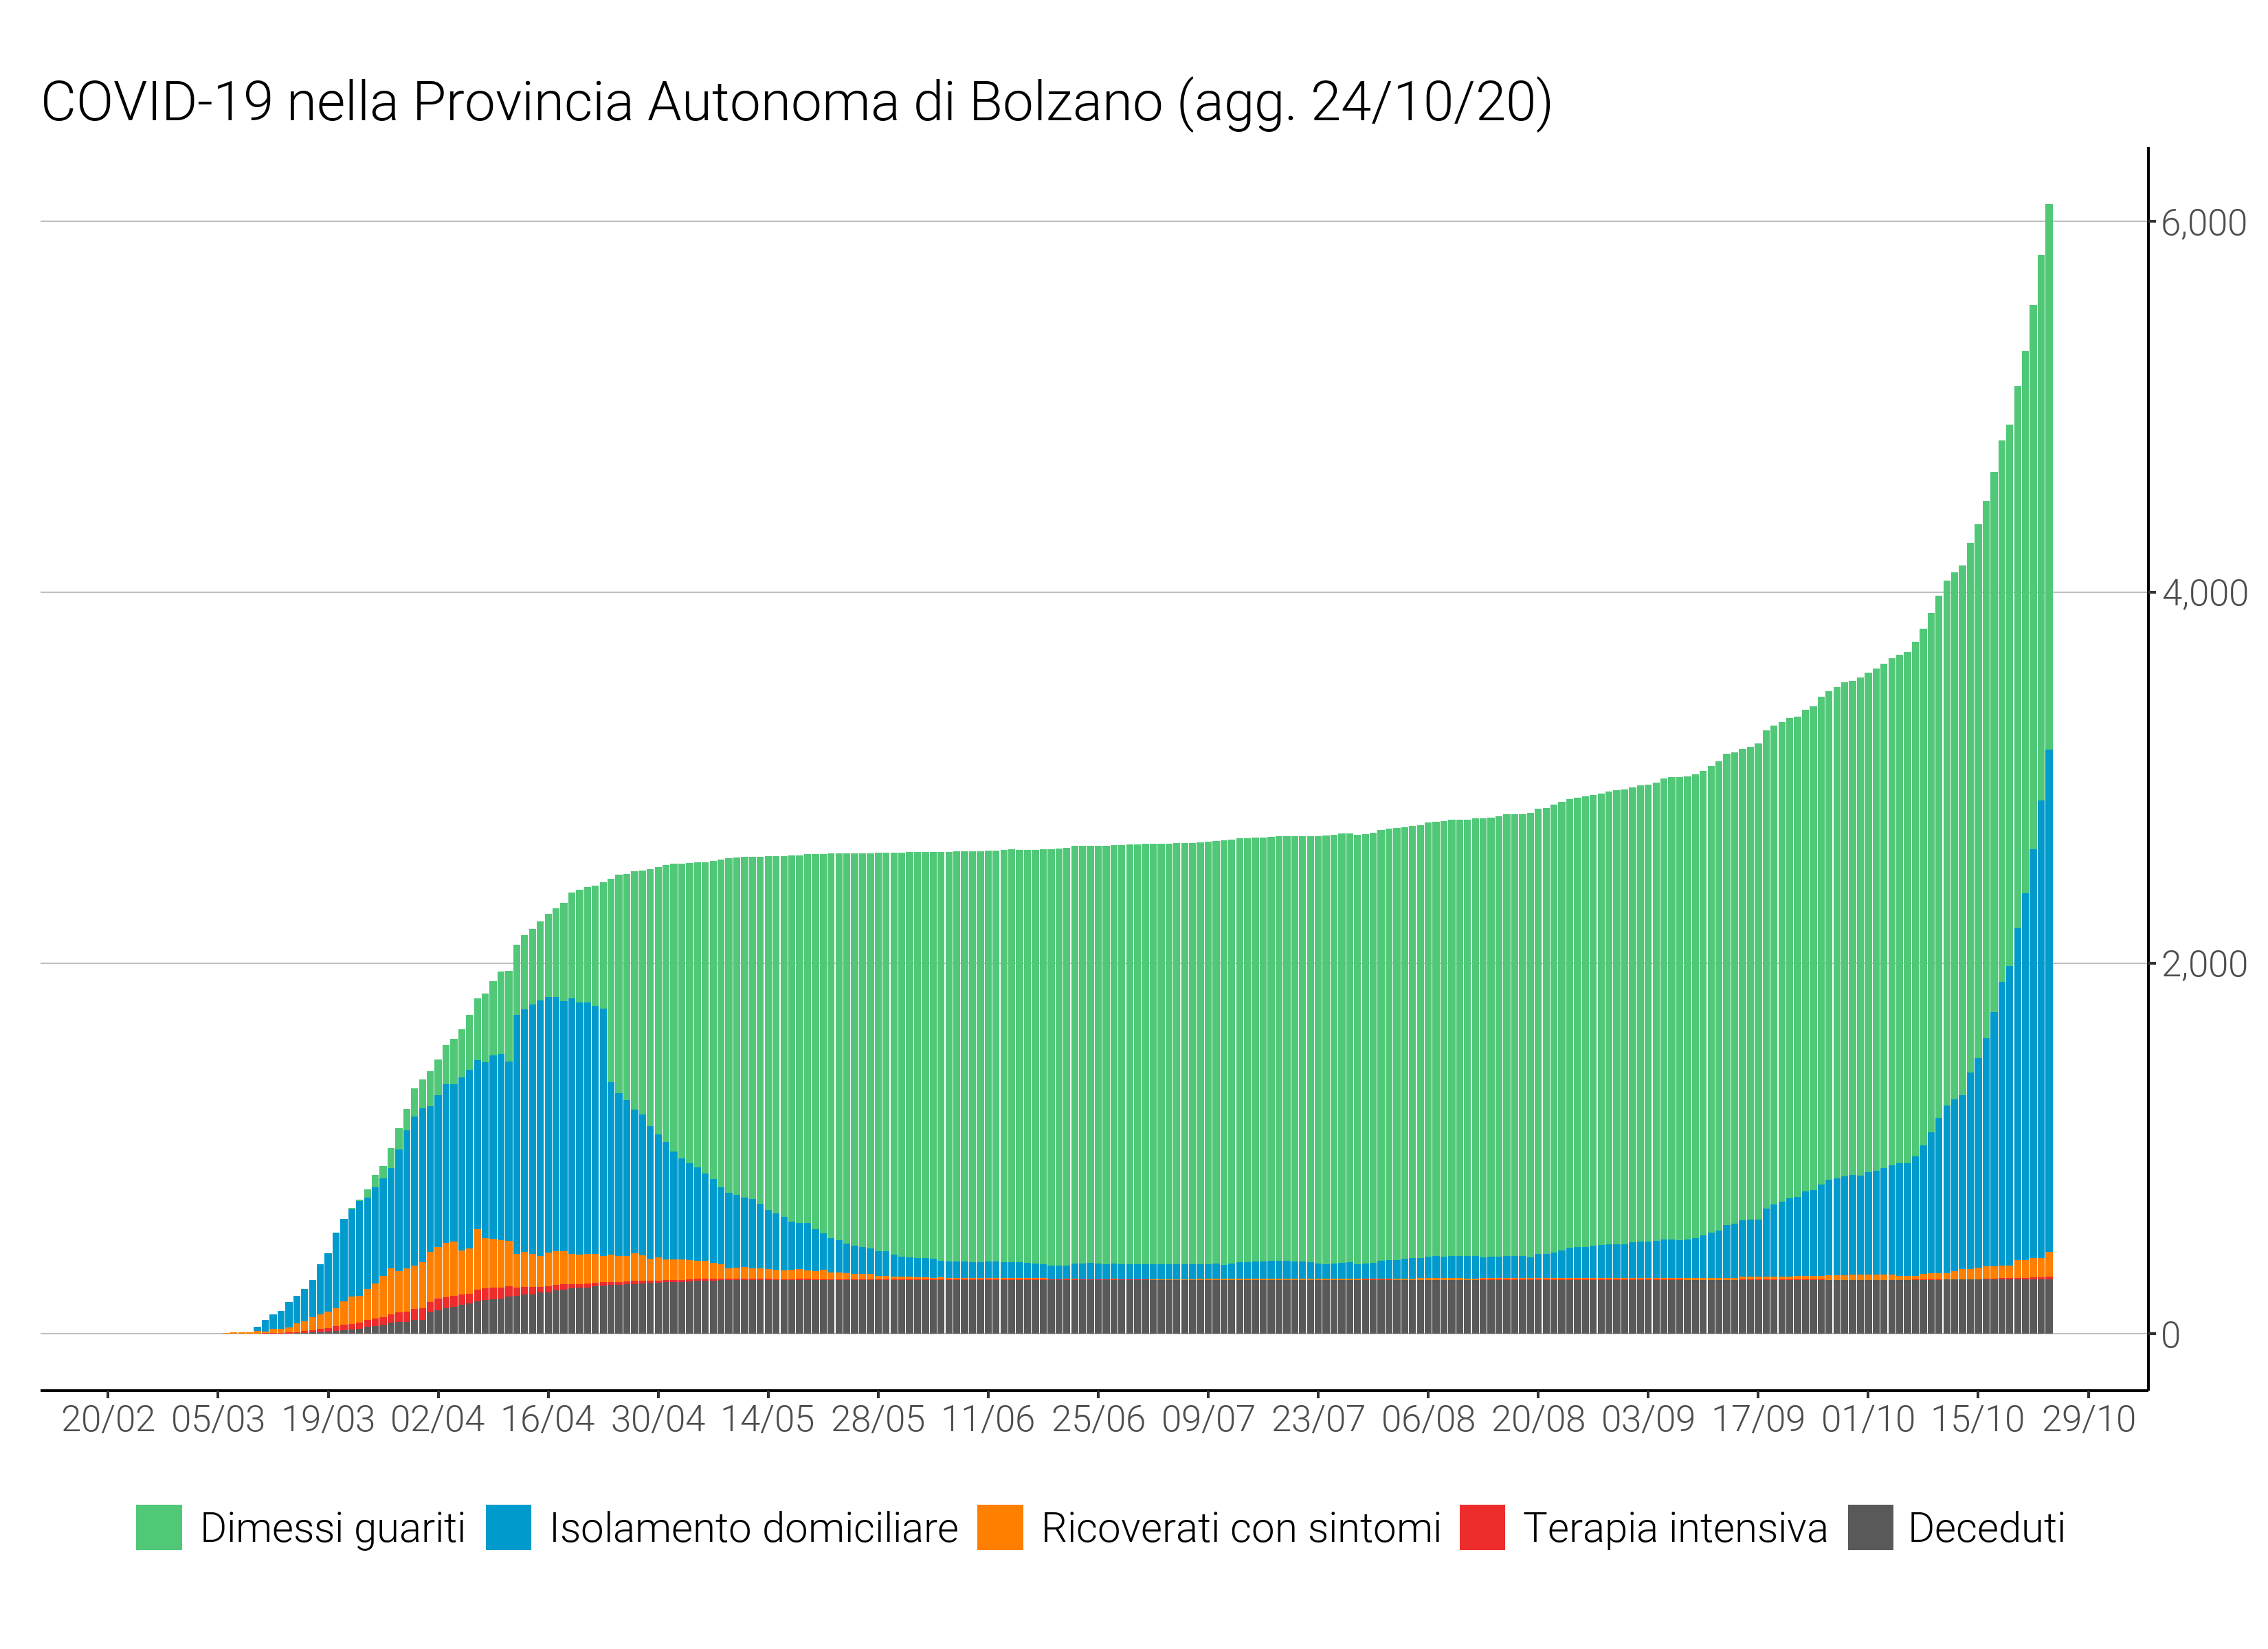 COVID-19 nella Provincia Autonoma di Bolzano (agg. 24/10/20)
6,000
4,000
2,000
0
20/02 05/03 19/03 02/04 16/04 30/04 14/05 28/05 11/06 25/06 09/07 23/07 06/08 20/08 03/09 17/09 01/10 15/10 29/10
Dimessi guariti Isolamento domiciliare Ricoverati con sintomi Terapia intensiva Deceduti